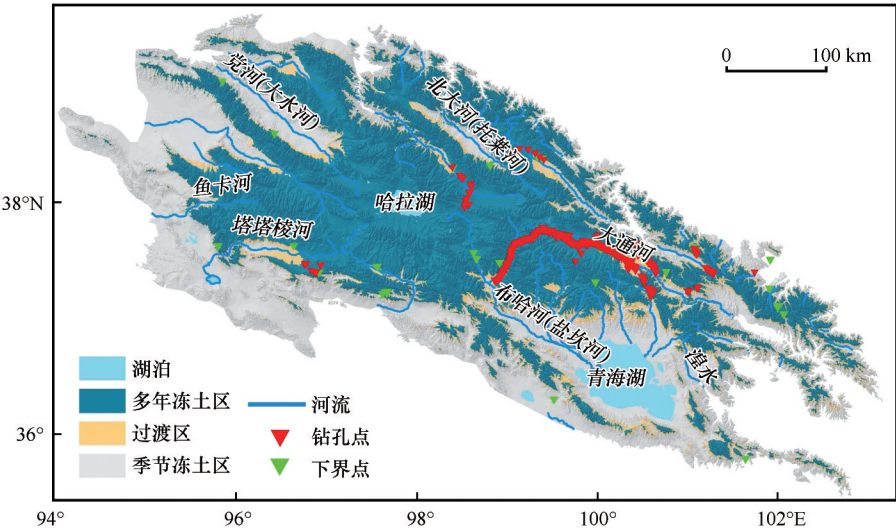 0 100 km
党河(大水河)
北大河(托莱河)
38°N
鱼卡河
哈拉湖
塔塔棱河
大通河
布哈河(盐坎河)
湟水
青海湖
湖泊
多年冻土区
河流
过渡区
钻孔点
36°
季节冻土区
下界点
94° 96° 98° 100° 102°E